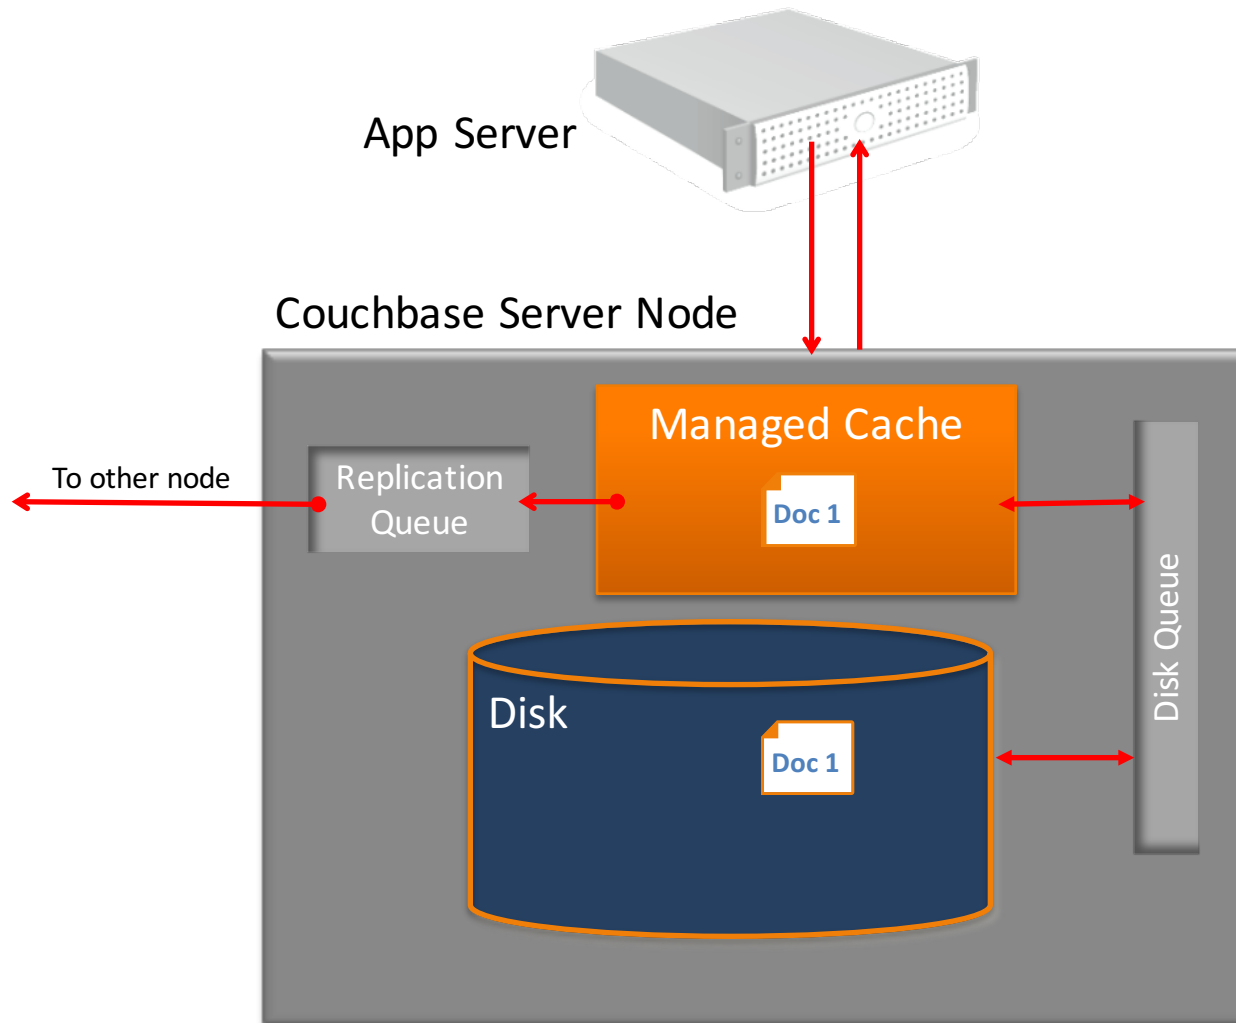 App Server
Couchbase Server Node
Managed Cache
To other node
Replication
Queue
Doc 1
Disk Queue
Disk
Doc 1